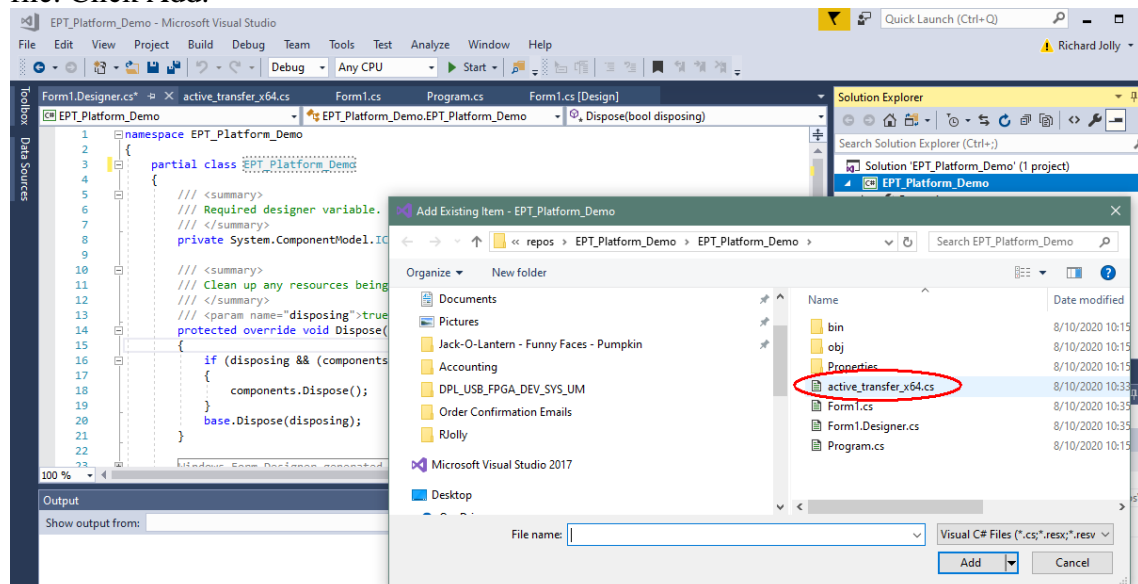 file. Click Add.
EPT_Platform_Demo - Microsoft Visual Studio
Quick Launch (Ctrl+Q)
File Edit View Project Build Debug Team Tools Test Analyze Window Help
Richard Jolly
Debug Any CPU Start
Toolbox
Data Sources
Form1.Designer.cs* active_transfer_x64.cs Form1.cs Program.cs Form1.cs [Design]
EPT_Platform_Demo EPT_Platform_Demo.EPT_Platform_Demo Dispose(bool disposing)
1 namespace EPT_Platform_Demo
2 {
3 partial class EPT_Platform_Demo
4 {
5 /// <summary>
6 /// Required designer variable.
7 /// </summary>
8 private System.ComponentModel.IC
9
10 /// <summary>
11 /// Clean up any resources being
12 /// </summary>
13 /// <param name="disposing">true
14 protected override void Dispose(
15 {
16 if (disposing && (components
17 {
18 components.Dispose();
19 }
20 base.Dispose(disposing);
21 }
22
23 Windows Form Designer generated
100 %
Output
Show output from:
Solution Explorer
Search Solution Explorer (Ctrl+;)
Solution 'EPT_Platform_Demo' (1 project)
C# EPT_Platform_Demo
Add Existing Item - EPT_Platform_Demo
« repos > EPT_Platform_Demo > EPT_Platform_Demo >
Search EPT_Platform_Demo
Organize New folder
Documents
Pictures
Jack-O-Lantern - Funny Faces - Pumpkin
Accounting
DPL_USB_FPGA_DEV_SYS_UM
Order Confirmation Emails
RJolly
Microsoft Visual Studio 2017
Desktop
Name Date modified
bin 8/10/2020 10:15
obj 8/10/2020 10:15
Properties 8/10/2020 10:15
active_transfer_x64.cs 8/10/2020 10:33
Form1.cs 8/10/2020 10:35
Form1.Designer.cs 8/10/2020 10:35
Program.cs 8/10/2020 10:15
File name:
Visual C# Files (*.cs;*.resx;*.resv
Add Cancel